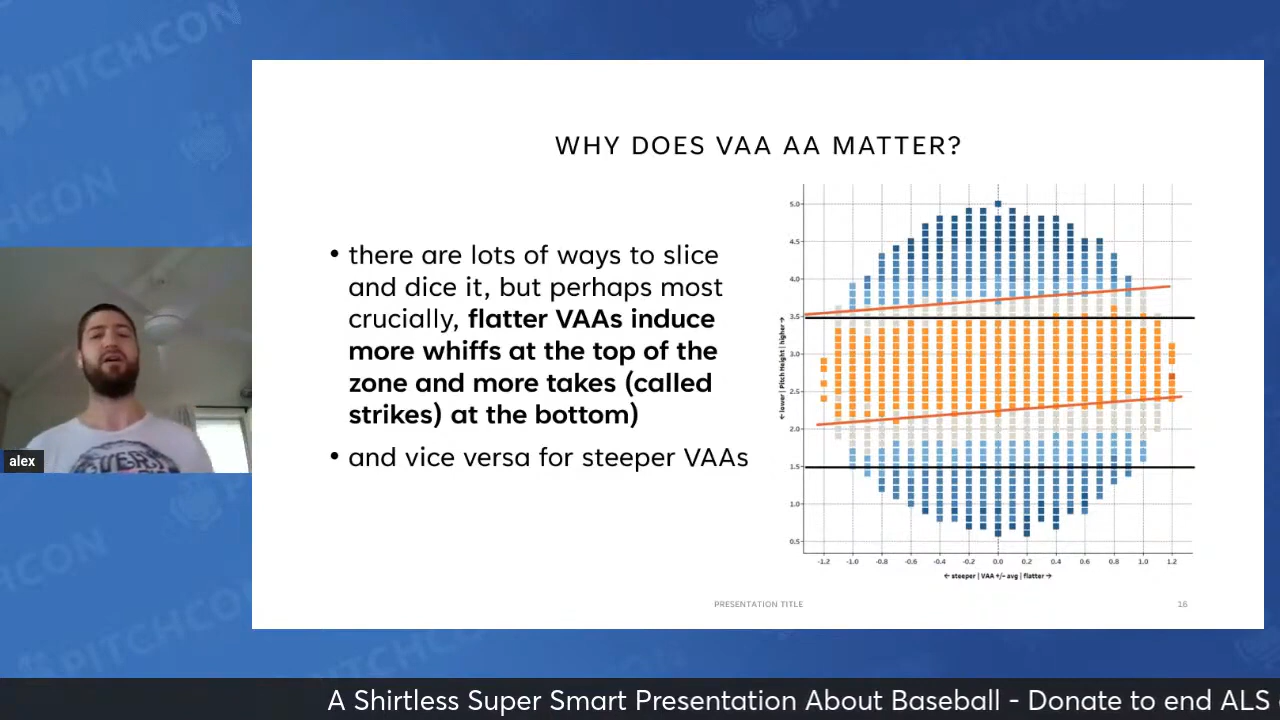 PITCHCON
PITCHCON
PITCHCON
WHY DOES VAA AA MATTER?
• there are lots of ways to slice
and dice it, but perhaps most
crucially, flatter VAAs induce
more whiffs at the top of the
zone and more takes (called
strikes) at the bottom)
• and vice versa for steeper VAAs
5.0
4.5
4.0
3.5
3.0
2.5
2.0
1.5
1.0
0.5
← lower | Pitch Height | higher →
-1.2 -1.0 -0.8 -0.6 -0.4 -0.2 0.0 0.2 0.4 0.6 0.8 1.0 1.2
← steeper | VAA +/- avg | flatter →
PRESENTATION TITLE
16
alex
A Shirtless Super Smart Presentation About Baseball - Donate to end ALS